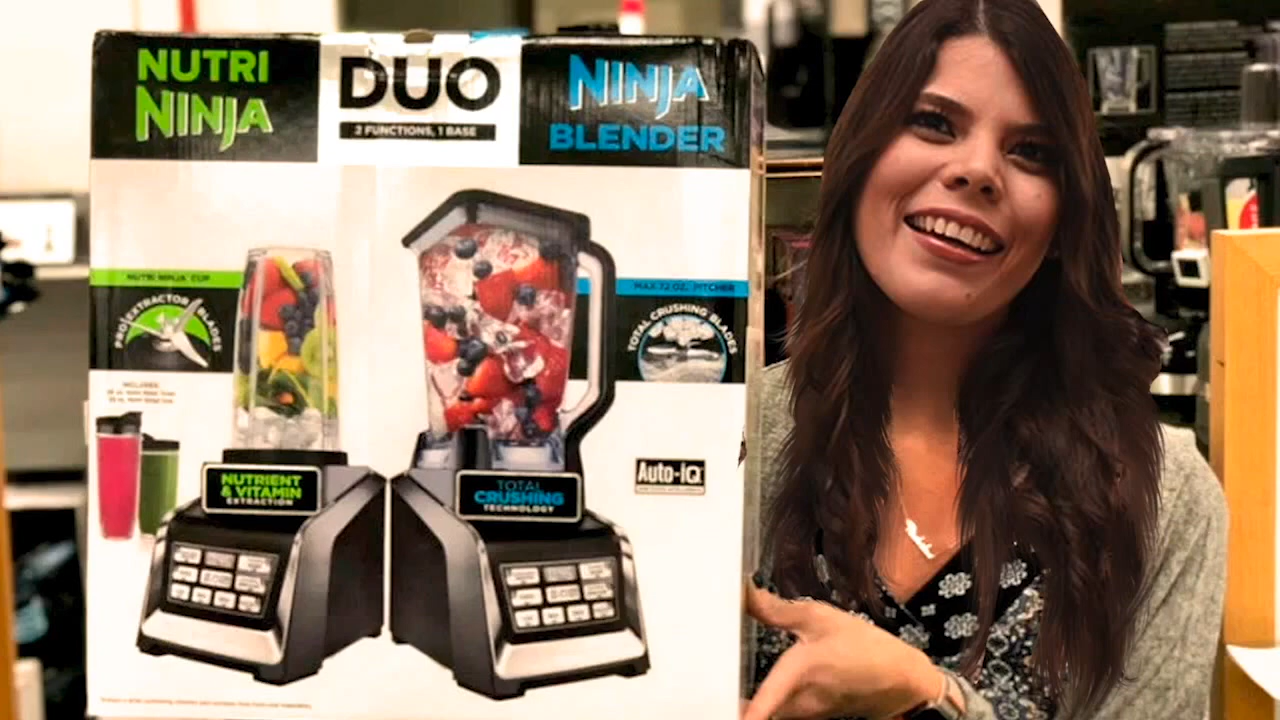 NUTRI
NINJA
DUO
2 FUNCTIONS, 1 BASE
NINJA
BLENDER
NUTRI NINJA CUP
PRO EXTRACTOR BLADES
MAX. 72 OZ. PITCHER
TOTAL CRUSHING BLADES
INCLUDES
Auto-iQ
NUTRIENT
& VITAMIN
EXTRACTION
TOTAL
CRUSHING
TECHNOLOGY